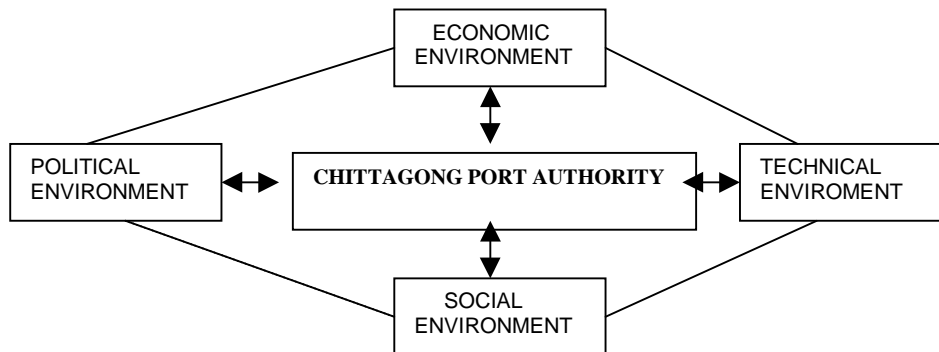 ECONOMIC
ENVIRONMENT
POLITICAL
ENVIRONMENT
CHITTAGONG PORT AUTHORITY
TECHNICAL
ENVIROMENT
SOCIAL
ENVIRONMENT